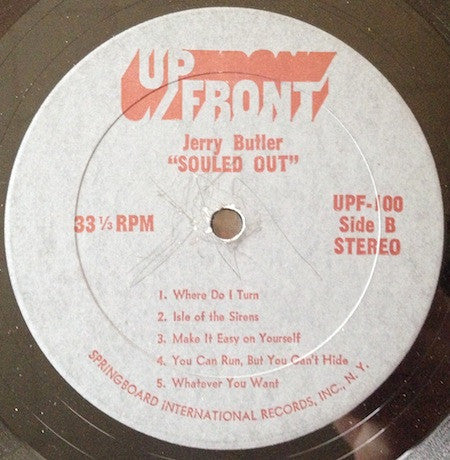 UP
FRONT
Jerry Butler
"SOULED OUT"
33 1/3 RPM
UPF-100
Side B
STEREO
1. Where Do I Turn
2. Isle of the Sirens
3. Make It Easy on Yourself
4. You Can Run, But You Can't Hide
5. Whatever You Want
SPRINGBOARD INTERNATIONAL RECORDS, INC., N. Y.